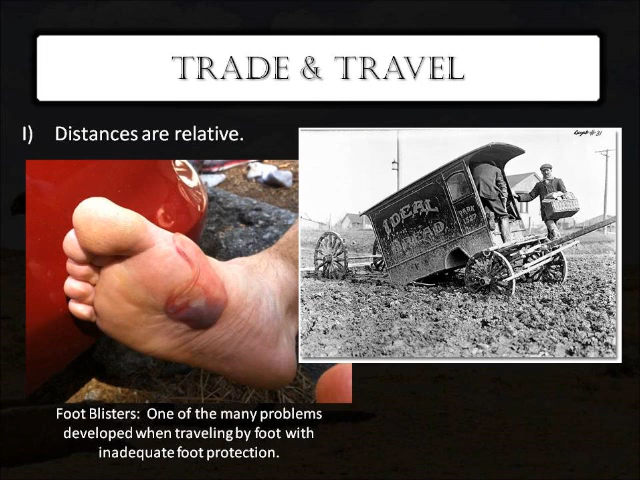 TRADE & TRAVEL
I) Distances are relative.
IDEAL
BREAD
PARK
Foot Blisters: One of the many problems
developed when traveling by foot with
inadequate foot protection.